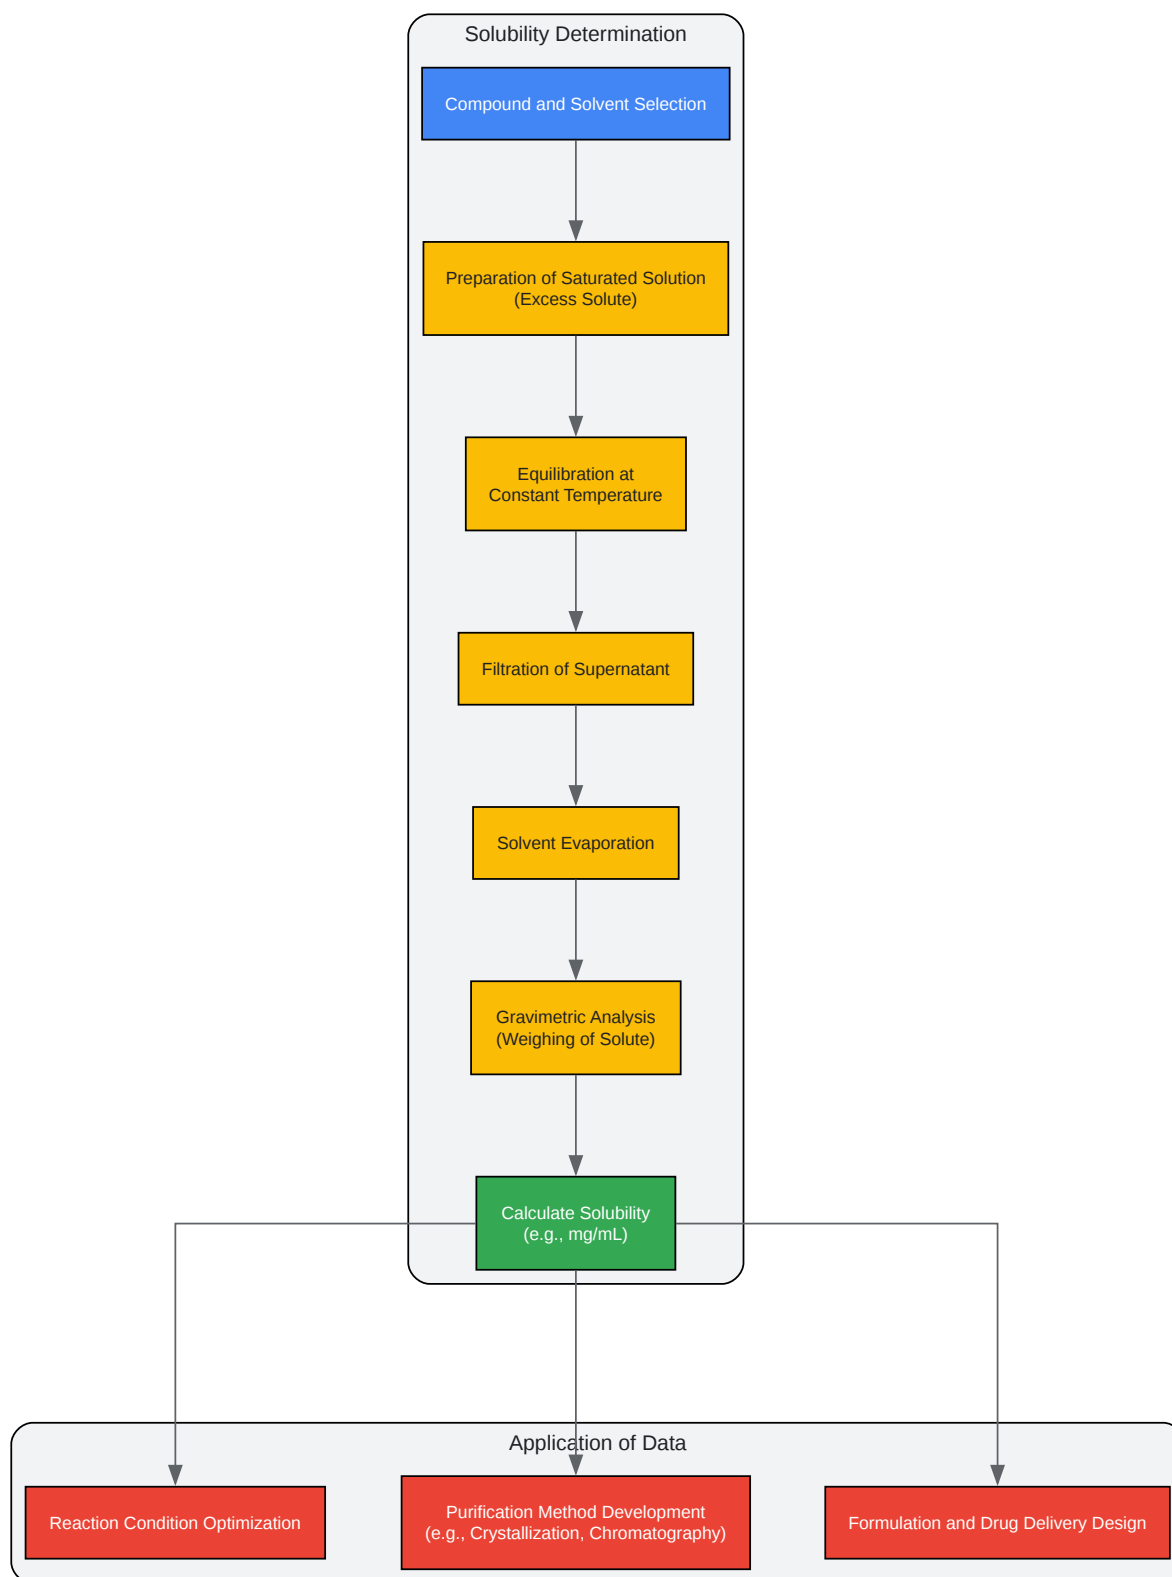 Solubility Determination
Compound and Solvent Selection
Preparation of Saturated Solution
(Excess Solute)
Equilibration at
Constant Temperature
Filtration of Supernatant
Solvent Evaporation
Gravimetric Analysis
(Weighing of Solute)
Calculate Solubility
(e.g., mg/mL)
Application of Data
Reaction Condition Optimization
Purification Method Development
(e.g., Crystallization, Chromatography)
Formulation and Drug Delivery Design